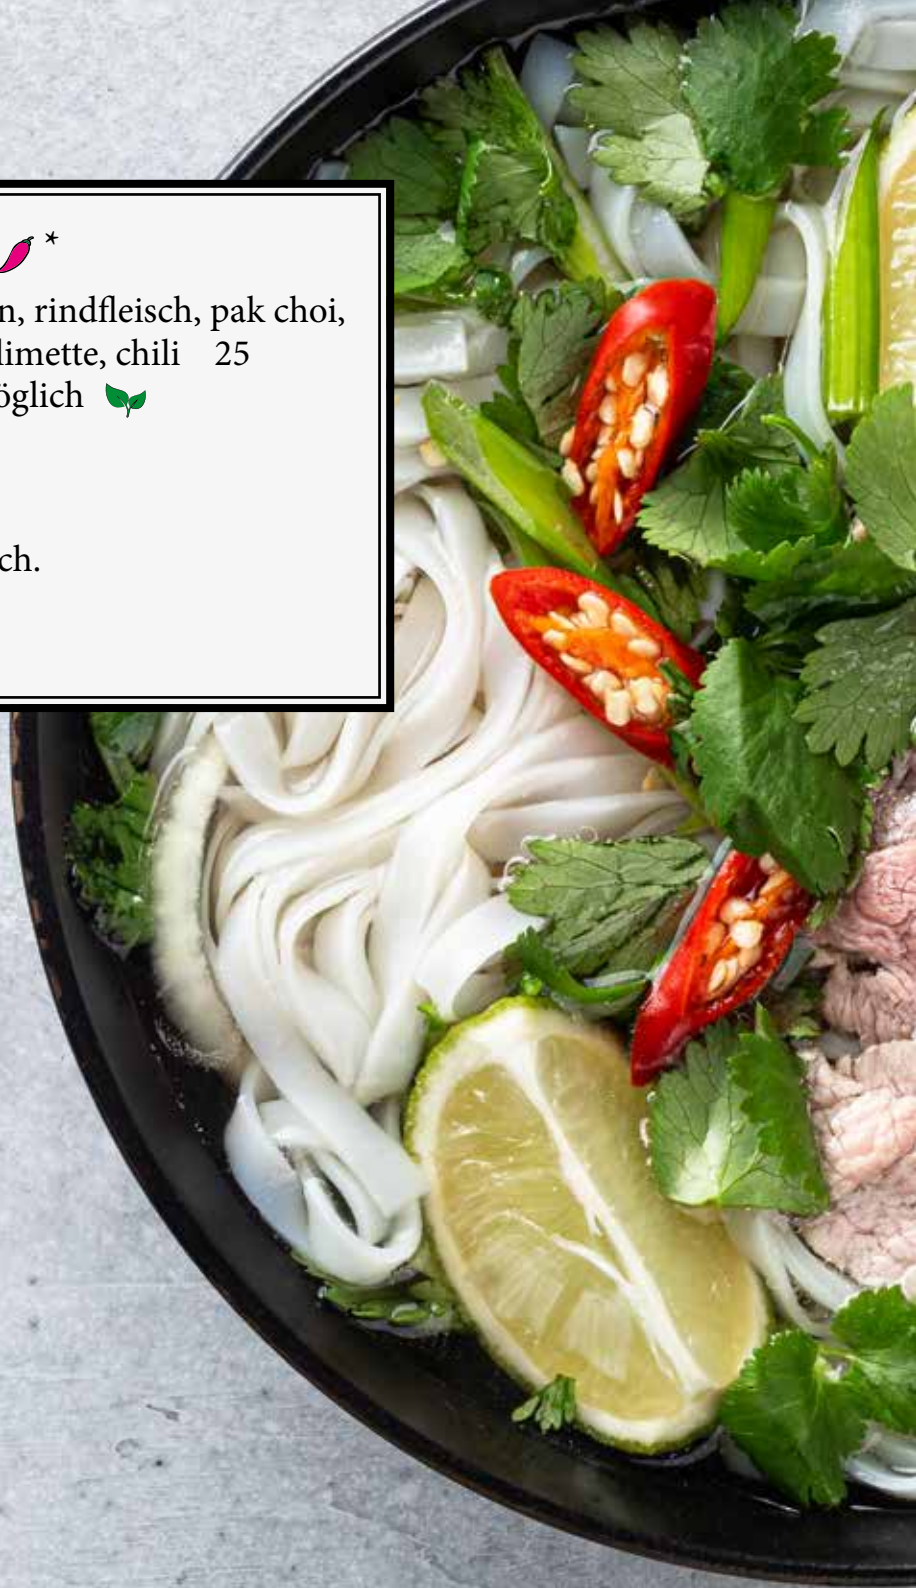 *
n, rindfleisch, pak choi,
limette, chili 25
öglich
ch.